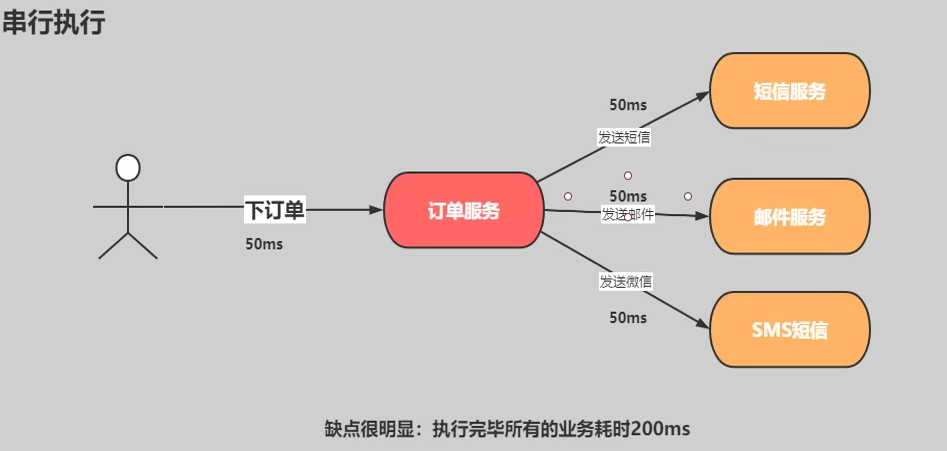 串行执行
50ms
短信服务
发送短信
下订单
50ms
订单服务
50ms
发送邮件
邮件服务
发送微信
50ms
SMS短信
缺点很明显：执行完毕所有的业务耗时200ms